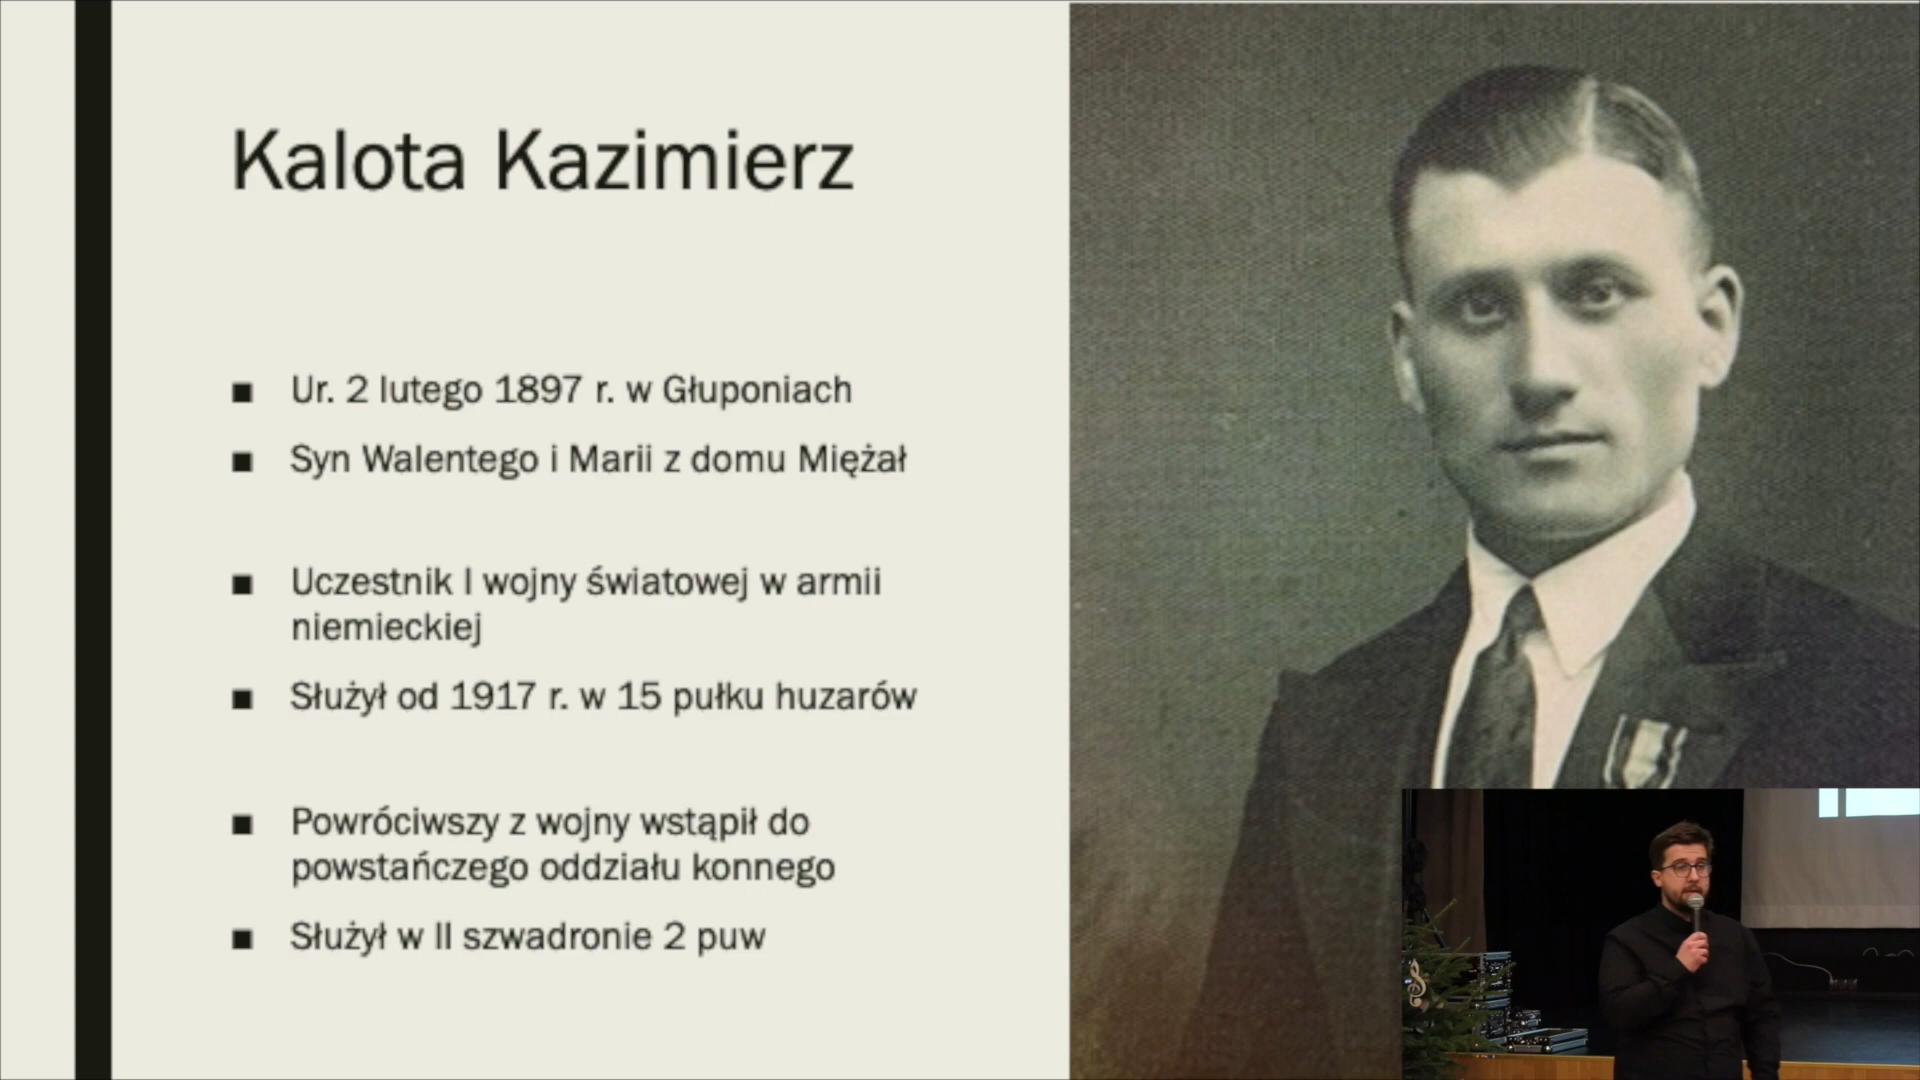 Kalota Kazimierz
■ Ur. 2 lutego 1897 r. w Głuponiach
■ Syn Walentego i Marii z domu Miężał
■ Uczestnik I wojny światowej w armii
niemieckiej
■ Służył od 1917 r. w 15 pułku huzarów
■ Powróciwszy z wojny wstąpił do
powstańczego oddziału konnego
■ Służył w II szwadronie 2 puw